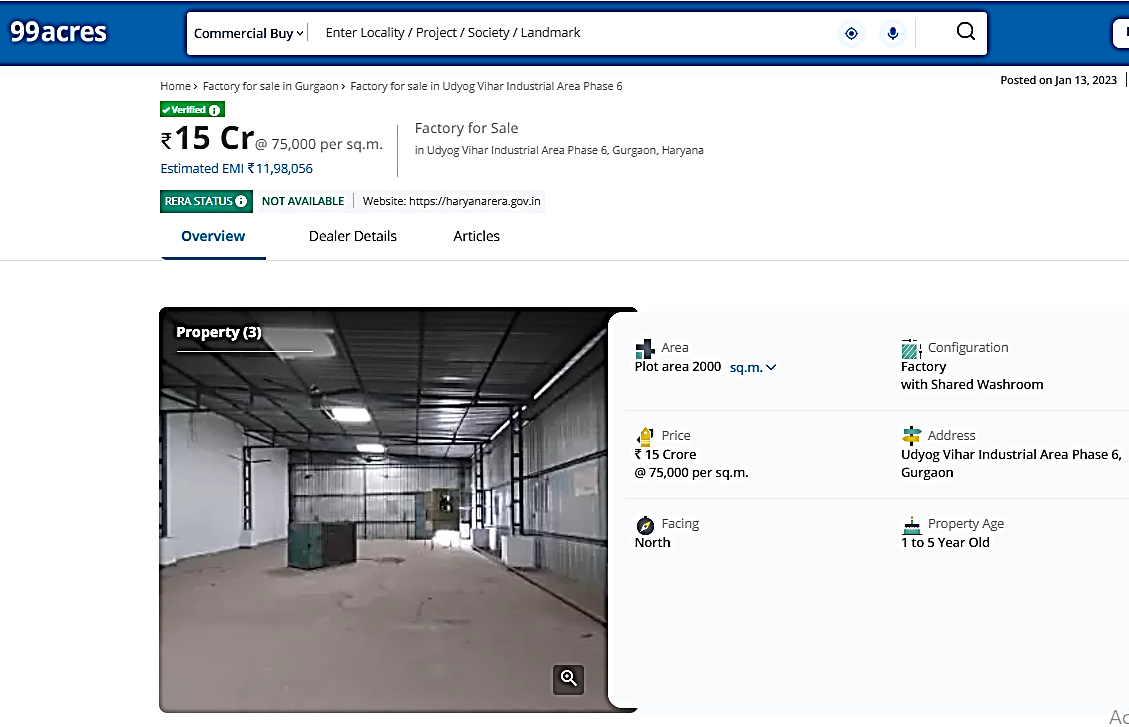 99acres
Commercial Buy
Enter Locality / Project / Society / Landmark
Home > Factory for sale in Gurgaon > Factory for sale in Udyog Vihar Industrial Area Phase 6
Posted on Jan 13, 2023
Verified
₹15 Cr @ 75,000 per sq.m.
Estimated EMI ₹11,98,056
Factory for Sale
in Udyog Vihar Industrial Area Phase 6, Gurgaon, Haryana
RERA STATUS NOT AVAILABLE Website: https://haryanarera.gov.in
Overview Dealer Details Articles
Property (3)
Area
Plot area 2000 sq.m.
Configuration
Factory
with Shared Washroom
Price
₹ 15 Crore
@ 75,000 per sq.m.
Address
Udyog Vihar Industrial Area Phase 6,
Gurgaon
Facing
North
Property Age
1 to 5 Year Old